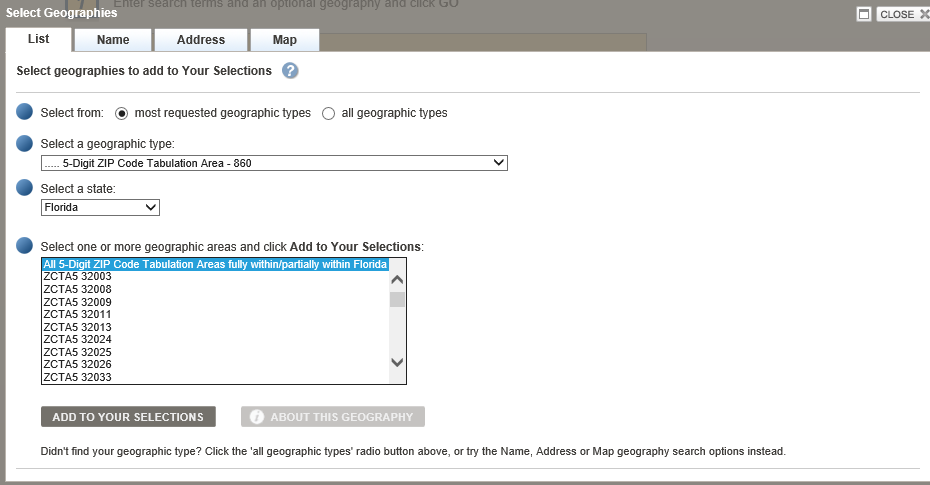 Enter search terms and an optional geography and click GO
Select Geographies
CLOSE X
List Name Address Map
Select geographies to add to Your Selections ?
Select from: most requested geographic types all geographic types
Select a geographic type:
..... 5-Digit ZIP Code Tabulation Area - 860
Select a state:
Florida
Select one or more geographic areas and click Add to Your Selections:
All 5-Digit ZIP Code Tabulation Areas fully within/partially within Florida
ZCTA5 32003
ZCTA5 32008
ZCTA5 32009
ZCTA5 32011
ZCTA5 32013
ZCTA5 32024
ZCTA5 32025
ZCTA5 32026
ZCTA5 32033
ADD TO YOUR SELECTIONS i ABOUT THIS GEOGRAPHY
Didn't find your geographic type? Click the 'all geographic types' radio button above, or try the Name, Address or Map geography search options instead.